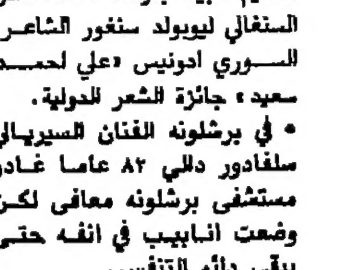 السنغالي ليوبولد سنغور الشاعر
السوري ادونيس «علي احمد
سعيد» جائزة الشعر الدولية.
• في برشلونه الفنان السيريالي
سلفادور دالي ٨٢ عاما غادر
مستشفى برشلونه معافى لكن
وضعت انابيب في انفه حتى